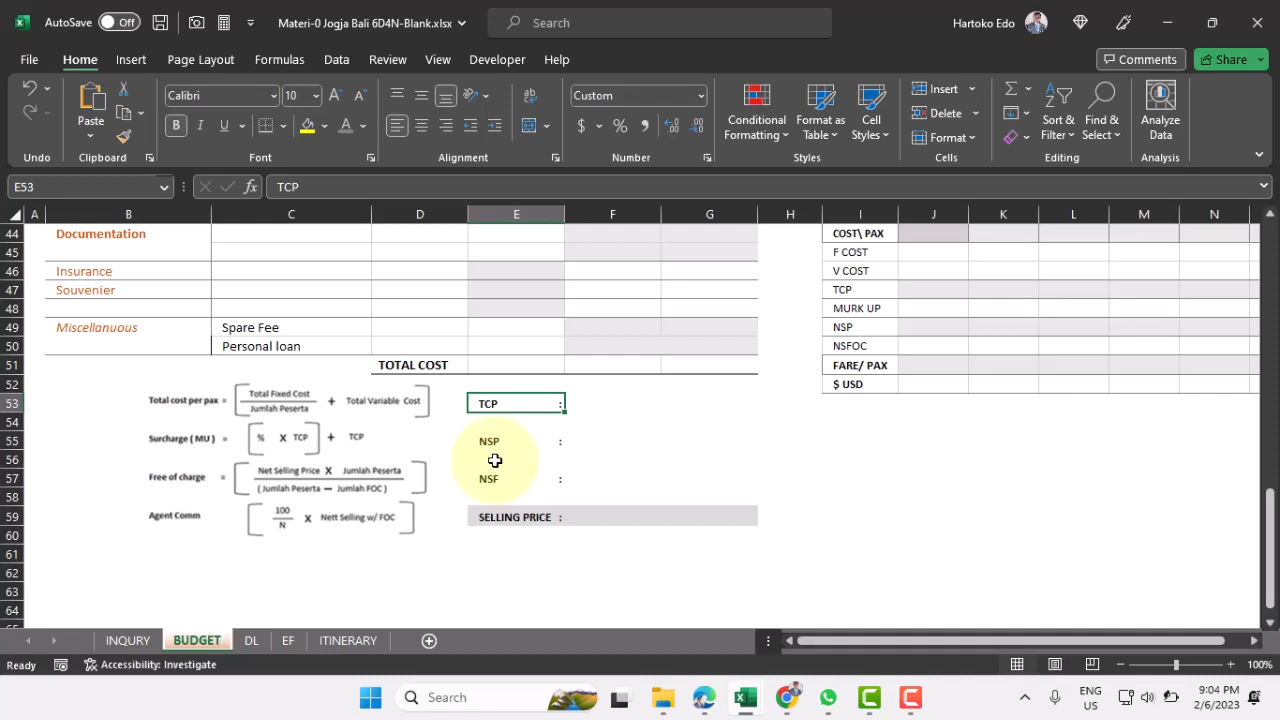 AutoSave Off Materi-0 Jogja Bali 6D4N-Blank.xlsx Search Hartoko Edo
File Home Insert Page Layout Formulas Data Review View Developer Help Comments Share
Paste Calibri 10 A A ab Custom Conditional Formatting Format as Table Cell Styles Insert Delete Format Sort & Filter Find & Select Analyze Data
B I U A $ % ,
Undo Clipboard Font Alignment Number Styles Cells Editing Analysis
E53 fx TCP
A B C D E F G H I J K L M N
44 Documentation COST\ PAX
45 F COST
46 Insurance V COST
47 Souvenier TCP
48 MURK UP
49 Miscellanuous Spare Fee NSP
50 Personal loan NSFOC
51 TOTAL COST FARE/ PAX
52 $ USD
53 Total cost per pax = Total Fixed Cost / Jumlah Peserta + Total Variable Cost TCP :
54
55 Surcharge ( MU ) = % X TCP + TCP NSP :
56
57 Free of charge = Net Selling Price X Jumlah Peserta / ( Jumlah Peserta — Jumlah FOC ) NSF :
58
59 Agent Comm 100 / N X Nett Selling w/ FOC SELLING PRICE :
60
61
62
63
64
INQURY BUDGET DL EF ITINERARY
Ready Accessibility: Investigate 100%
Search ENG US 9:04 PM 2/6/2023